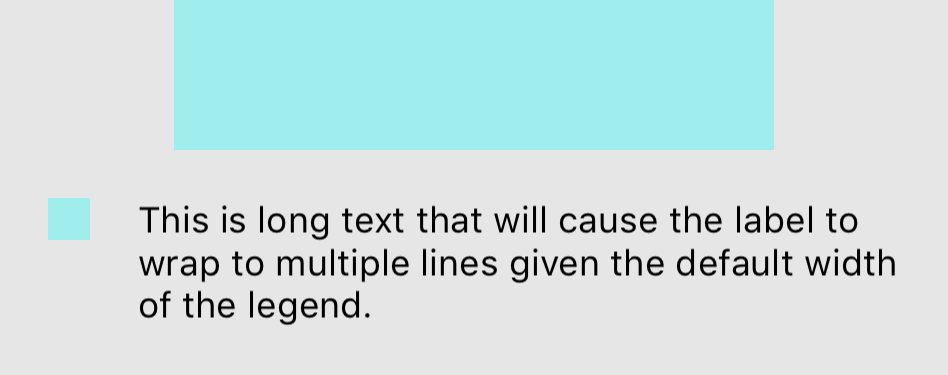 This is long text that will cause the label to
wrap to multiple lines given the default width
of the legend.